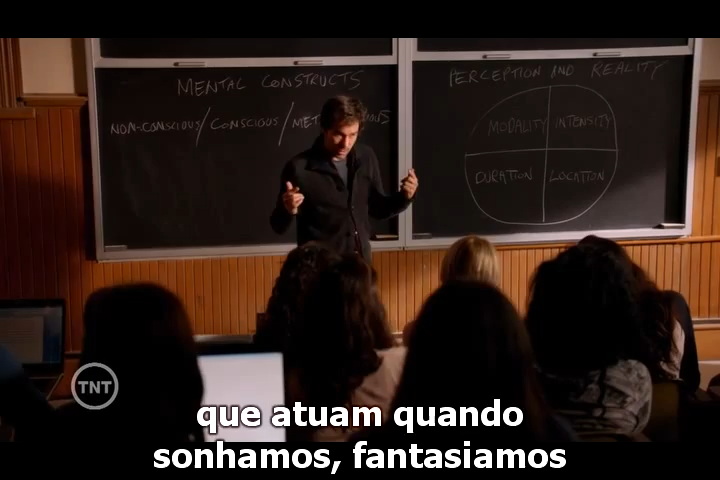 MENTAL CONSTRUCTS
NON-CONSCIOUS / CONSCIOUS /
PERCEPTION AND REALITY
MODALITY INTENSITY
DURATION LOCATION
TNT
que atuam quando
sonhamos, fantasiamos